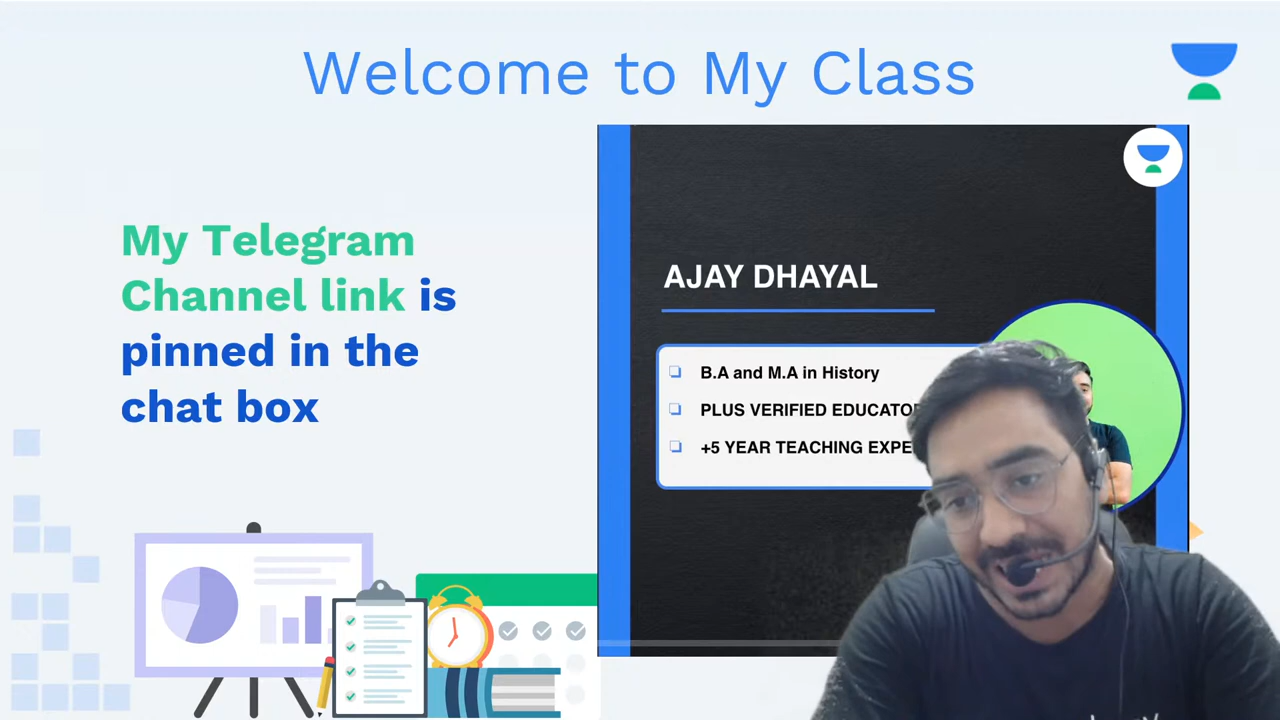 Welcome to My Class
My Telegram
Channel link is
pinned in the
chat box
AJAY DHAYAL
B.A and M.A in History
PLUS VERIFIED EDUCATO
+5 YEAR TEACHING EXPE